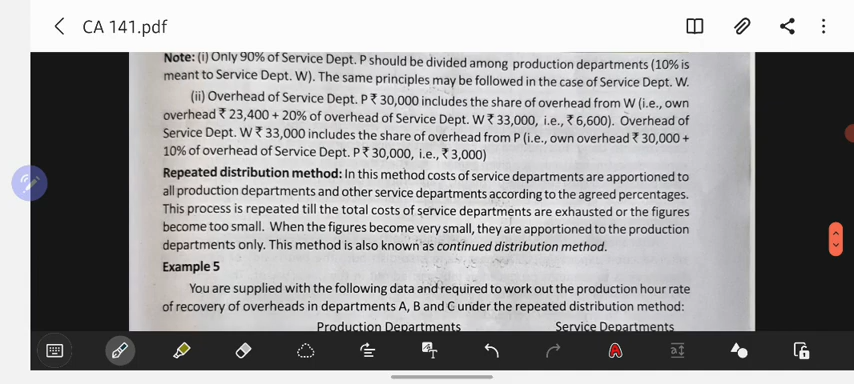 CA 141.pdf
Note: (i) Only 90% of Service Dept. P should be divided among production departments (10% is
meant to Service Dept. W). The same principles may be followed in the case of Service Dept. W.
(ii) Overhead of Service Dept. P ₹ 30,000 includes the share of overhead from W (i.e., own
overhead ₹ 23,400 + 20% of overhead of Service Dept. W ₹ 33,000, i.e., ₹ 6,600). Overhead of
Service Dept. W ₹ 33,000 includes the share of overhead from P (i.e., own overhead ₹ 30,000 +
10% of overhead of Service Dept. P ₹ 30,000, i.e., ₹ 3,000)
Repeated distribution method: In this method costs of service departments are apportioned to
all production departments and other service departments according to the agreed percentages.
This process is repeated till the total costs of service departments are exhausted or the figures
become too small. When the figures become very small, they are apportioned to the production
departments only. This method is also known as continued distribution method.
Example 5
You are supplied with the following data and required to work out the production hour rate
of recovery of overheads in departments A, B and C under the repeated distribution method:
Production Departments Service Departments